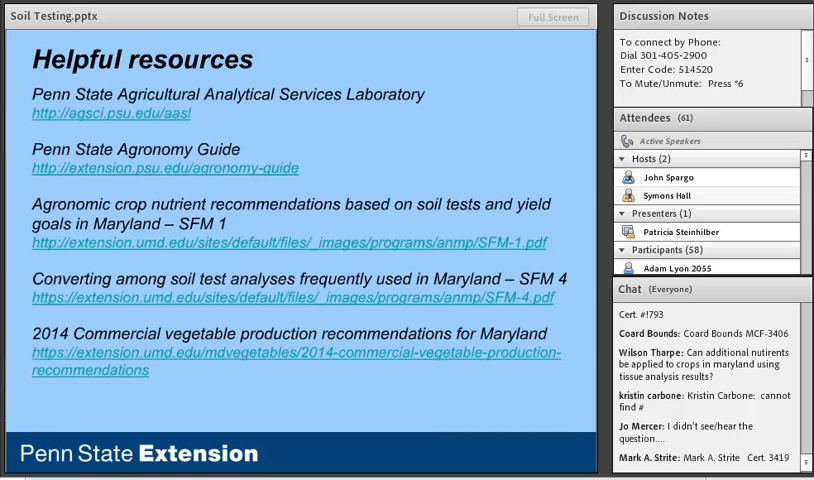 Soil Testing.pptx
Full Screen
Helpful resources
Penn State Agricultural Analytical Services Laboratory
http://agsci.psu.edu/aasl
Penn State Agronomy Guide
http://extension.psu.edu/agronomy-guide
Agronomic crop nutrient recommendations based on soil tests and yield
goals in Maryland – SFM 1
http://extension.umd.edu/sites/default/files/_images/programs/anmp/SFM-1.pdf
Converting among soil test analyses frequently used in Maryland – SFM 4
https://extension.umd.edu/sites/default/files/_images/programs/anmp/SFM-4.pdf
2014 Commercial vegetable production recommendations for Maryland
https://extension.umd.edu/mdvegetables/2014-commercial-vegetable-production-
recommendations
Penn State Extension
Discussion Notes
To connect by Phone:
Dial 301-405-2900
Enter Code: 514520
To Mute/Unmute: Press *6
Attendees (61)
Active Speakers
Hosts (2)
John Spargo
Symons Hall
Presenters (1)
Patricia Steinhilber
Participants (58)
Adam Lyon 2055
Chat (Everyone)
Cert. #!793
Coard Bounds: Coard Bounds MCF-3406
Wilson Tharpe: Can additional nutirents
be applied to crops in maryland using
tissue analysis results?
kristin carbone: Kristin Carbone: cannot
find #
Jo Mercer: I didn't see/hear the
question....
Mark A. Strite: Mark A. Strite Cert. 3419